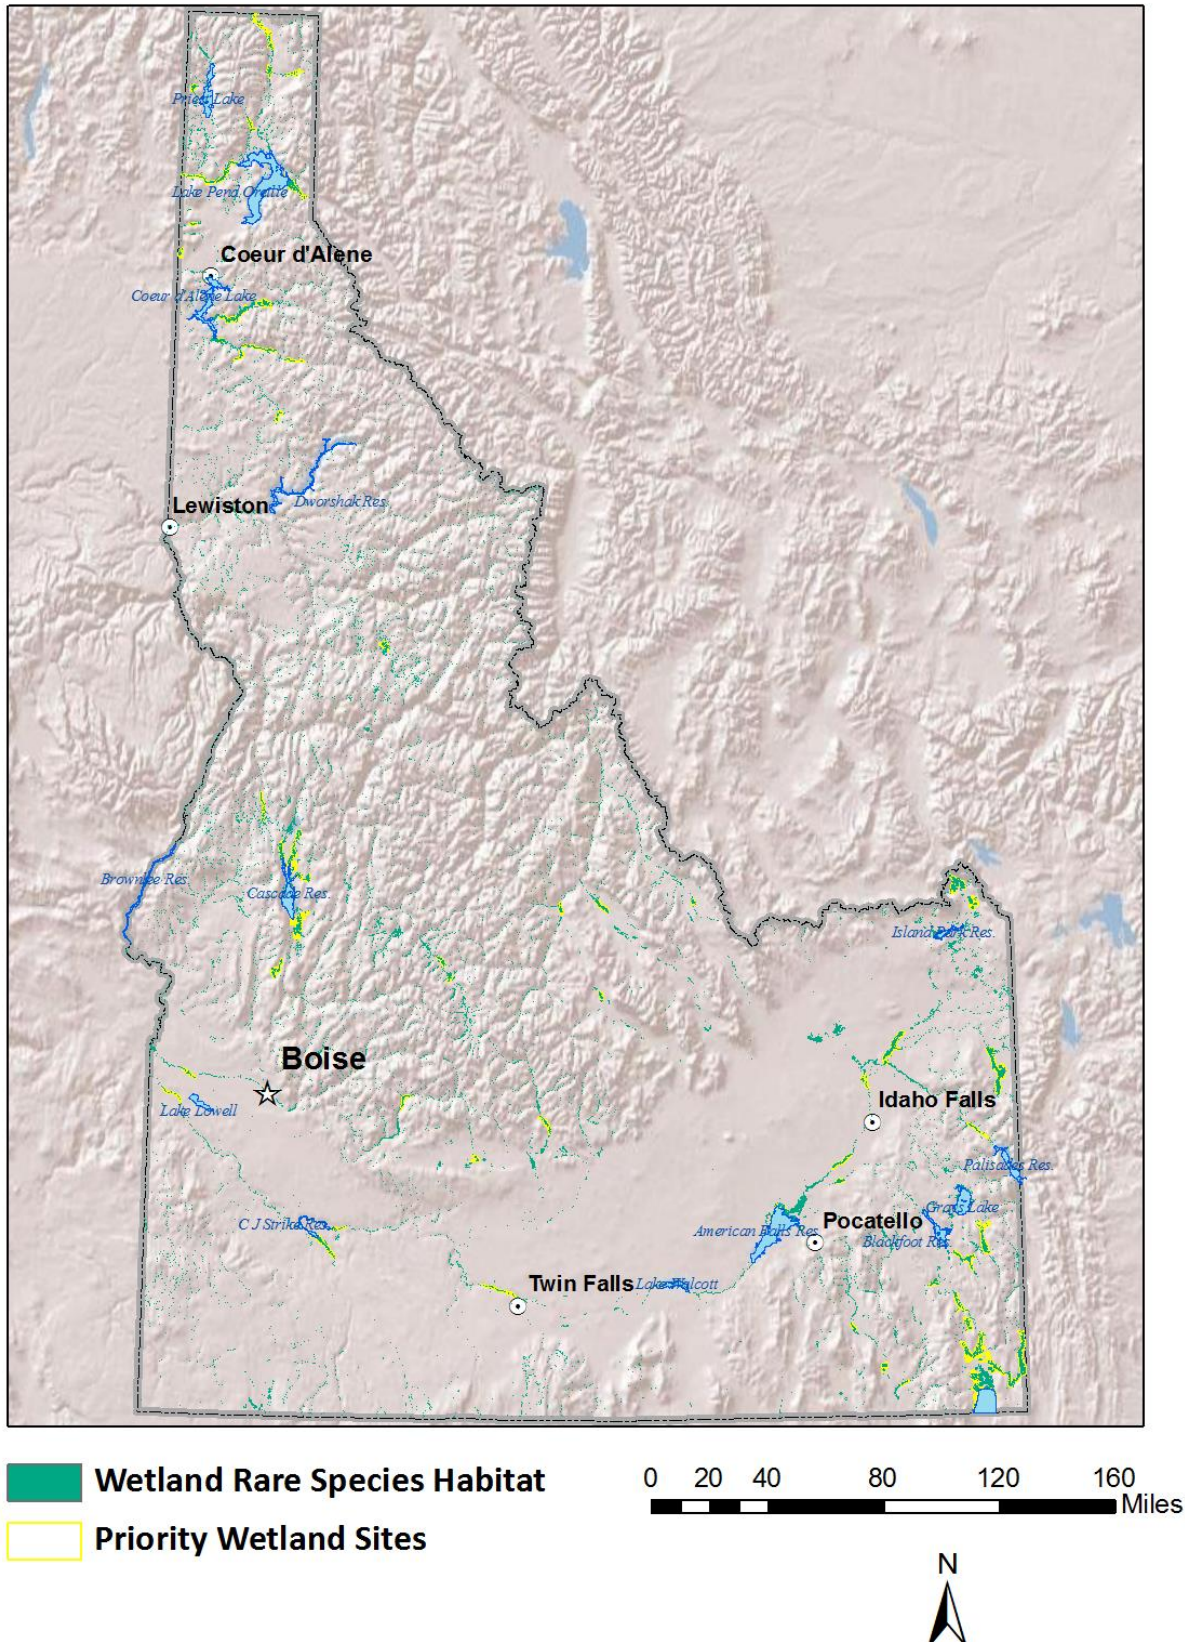 Priest Lake
Lake Pend Oreille
Coeur d'Alene
Coeur d'Alene Lake
Dworshak Res.
Lewiston
Brownlee Res.
Cascade Res.
Island Park Res.
Boise
Lake Lowell
Idaho Falls
Palisades Res.
Grays Lake
C J Strike Res.
American Falls Res.
Pocatello
Blackfoot Res.
Twin Falls
Lake Walcott
Wetland Rare Species Habitat
Priority Wetland Sites
0 20 40 80 120 160
Miles
N